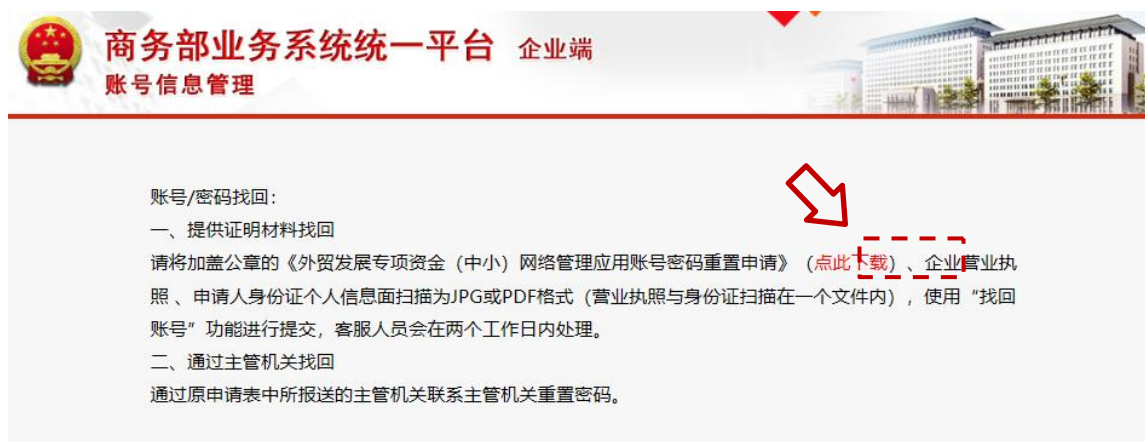 商务部业务系统统一平台 企业端
账号信息管理
账号/密码找回：
一、提供证明材料找回
请将加盖公章的《外贸发展专项资金（中小）网络管理应用账号密码重置申请》（点此下载）、企业营业执
照 、申请人身份证个人信息面扫描为JPG或PDF格式（营业执照与身份证扫描在一个文件内），使用“找回
账号”功能进行提交，客服人员会在两个工作日内处理。
二、通过主管机关找回
通过原申请表中所报送的主管机关联系主管机关重置密码。